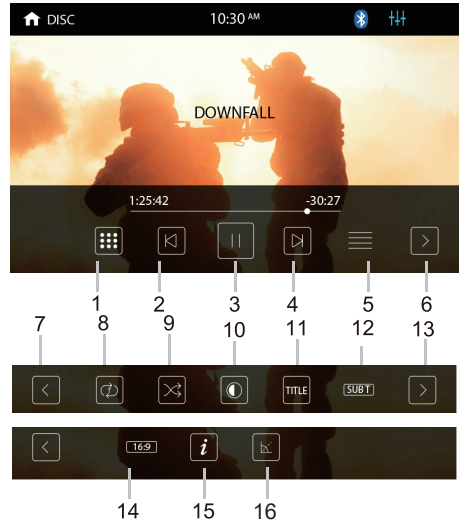 DISC 10:30 AM
DOWNFALL
1:25:42 -30:27
1 2 3 4 5 6
7 8 9 10 11 12 13
TITLE SUB T
16:9 i
14 15 16